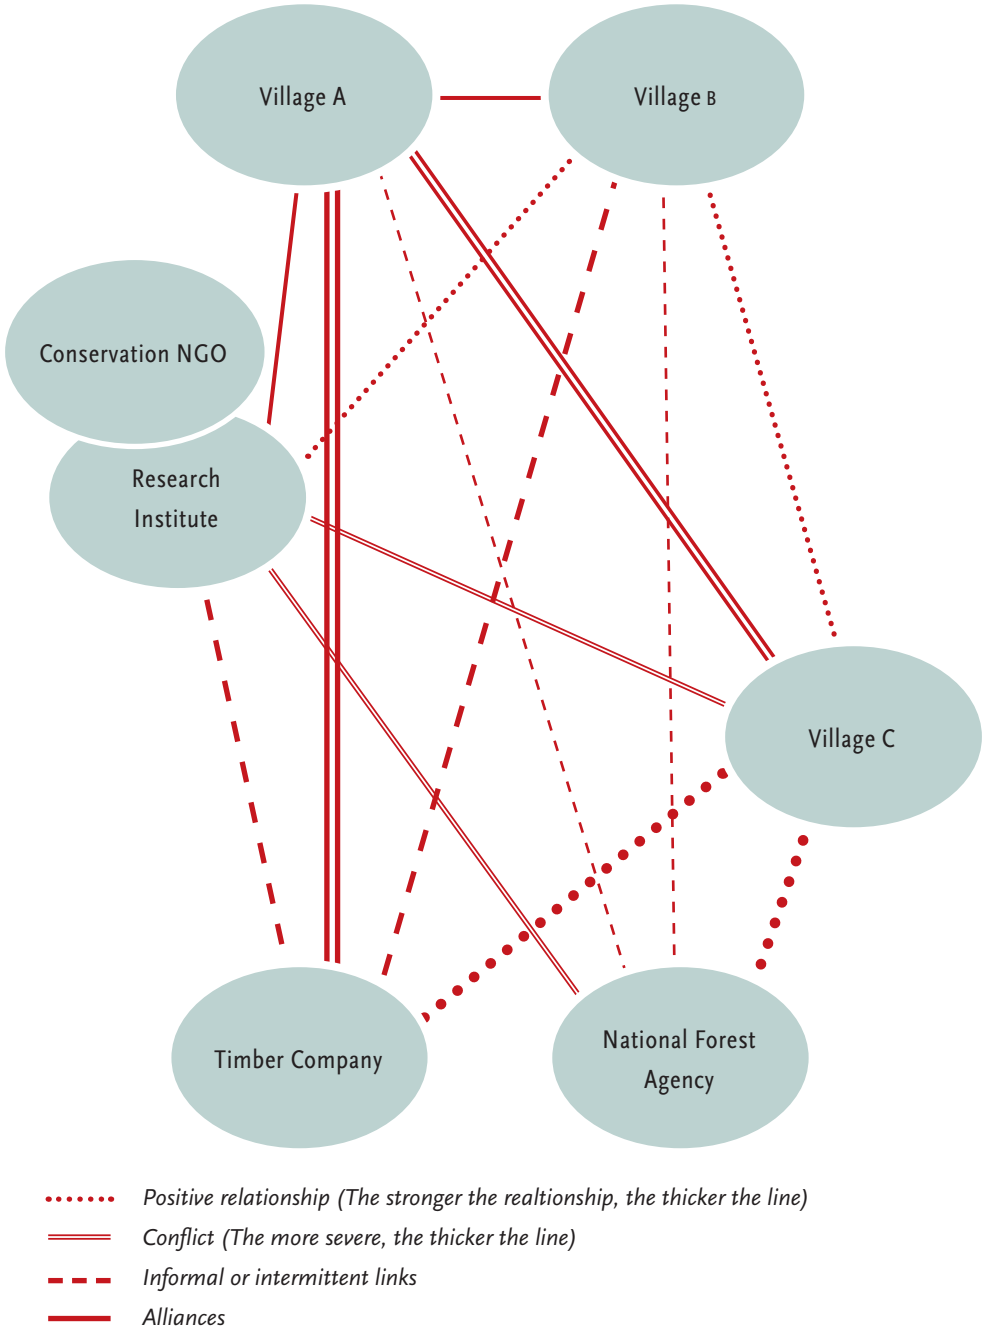 Village A
Village B
Conservation NGO
Research
Institute
Village C
Timber Company
National Forest
Agency
Positive relationship (The stronger the realtionship, the thicker the line)
Conflict (The more severe, the thicker the line)
Informal or intermittent links
Alliances